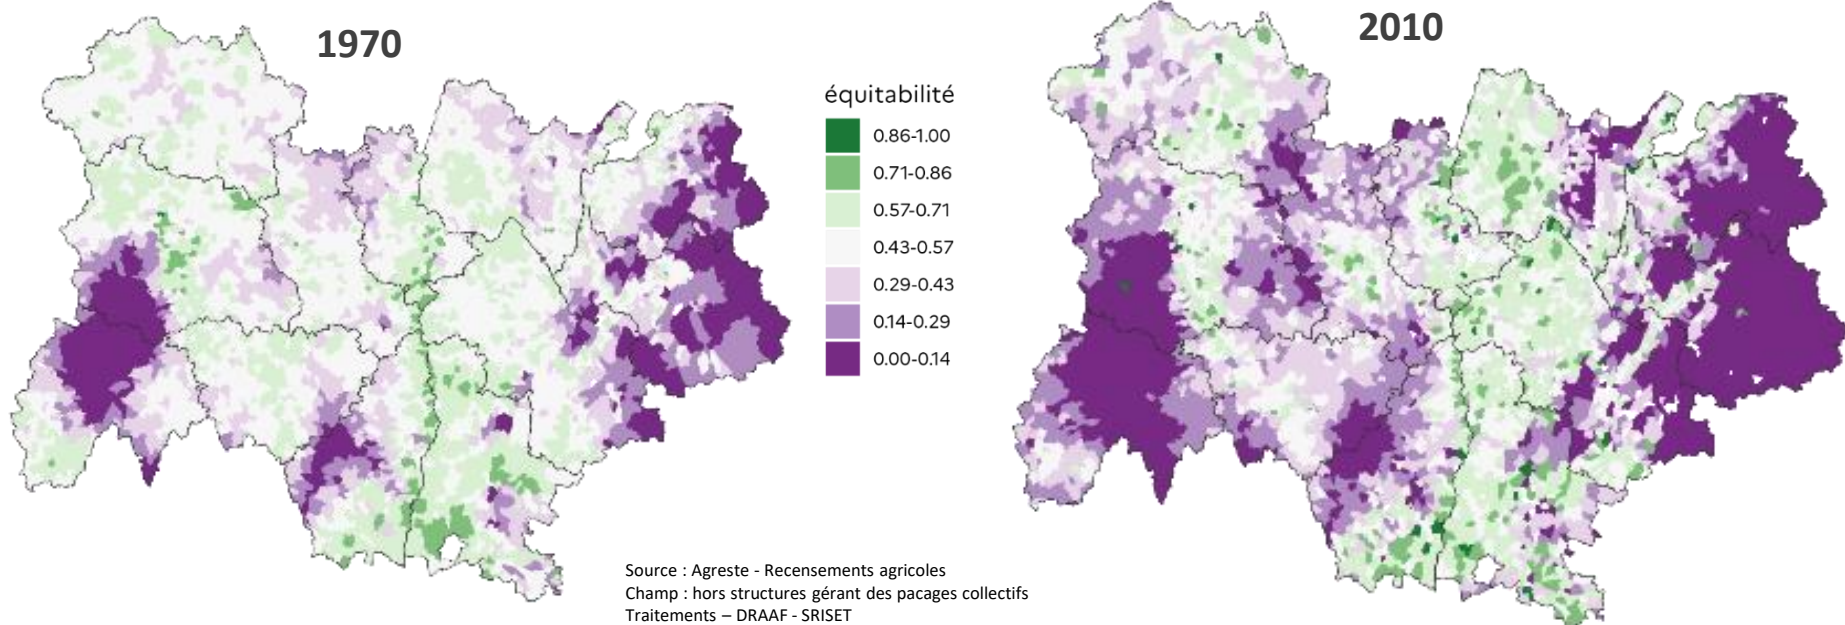 1970
2010
équitabilité
0.86-1.00
0.71-0.86
0.57-0.71
0.43-0.57
0.29-0.43
0.14-0.29
0.00-0.14
Source : Agreste - Recensements agricoles
Champ : hors structures gérant des pacages collectifs
Traitements – DRAAF - SRISET